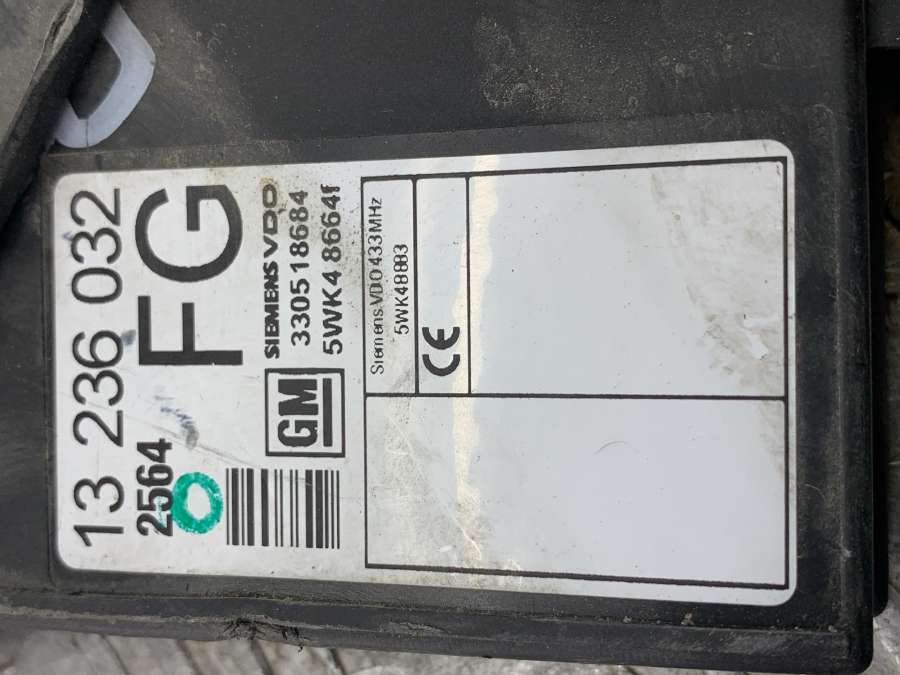 13 236 032
2564 FG
SIEMENS VDO
330518684
5WK4 8664f
GM
Siemens VDO 433MHz
5WK48883
CE